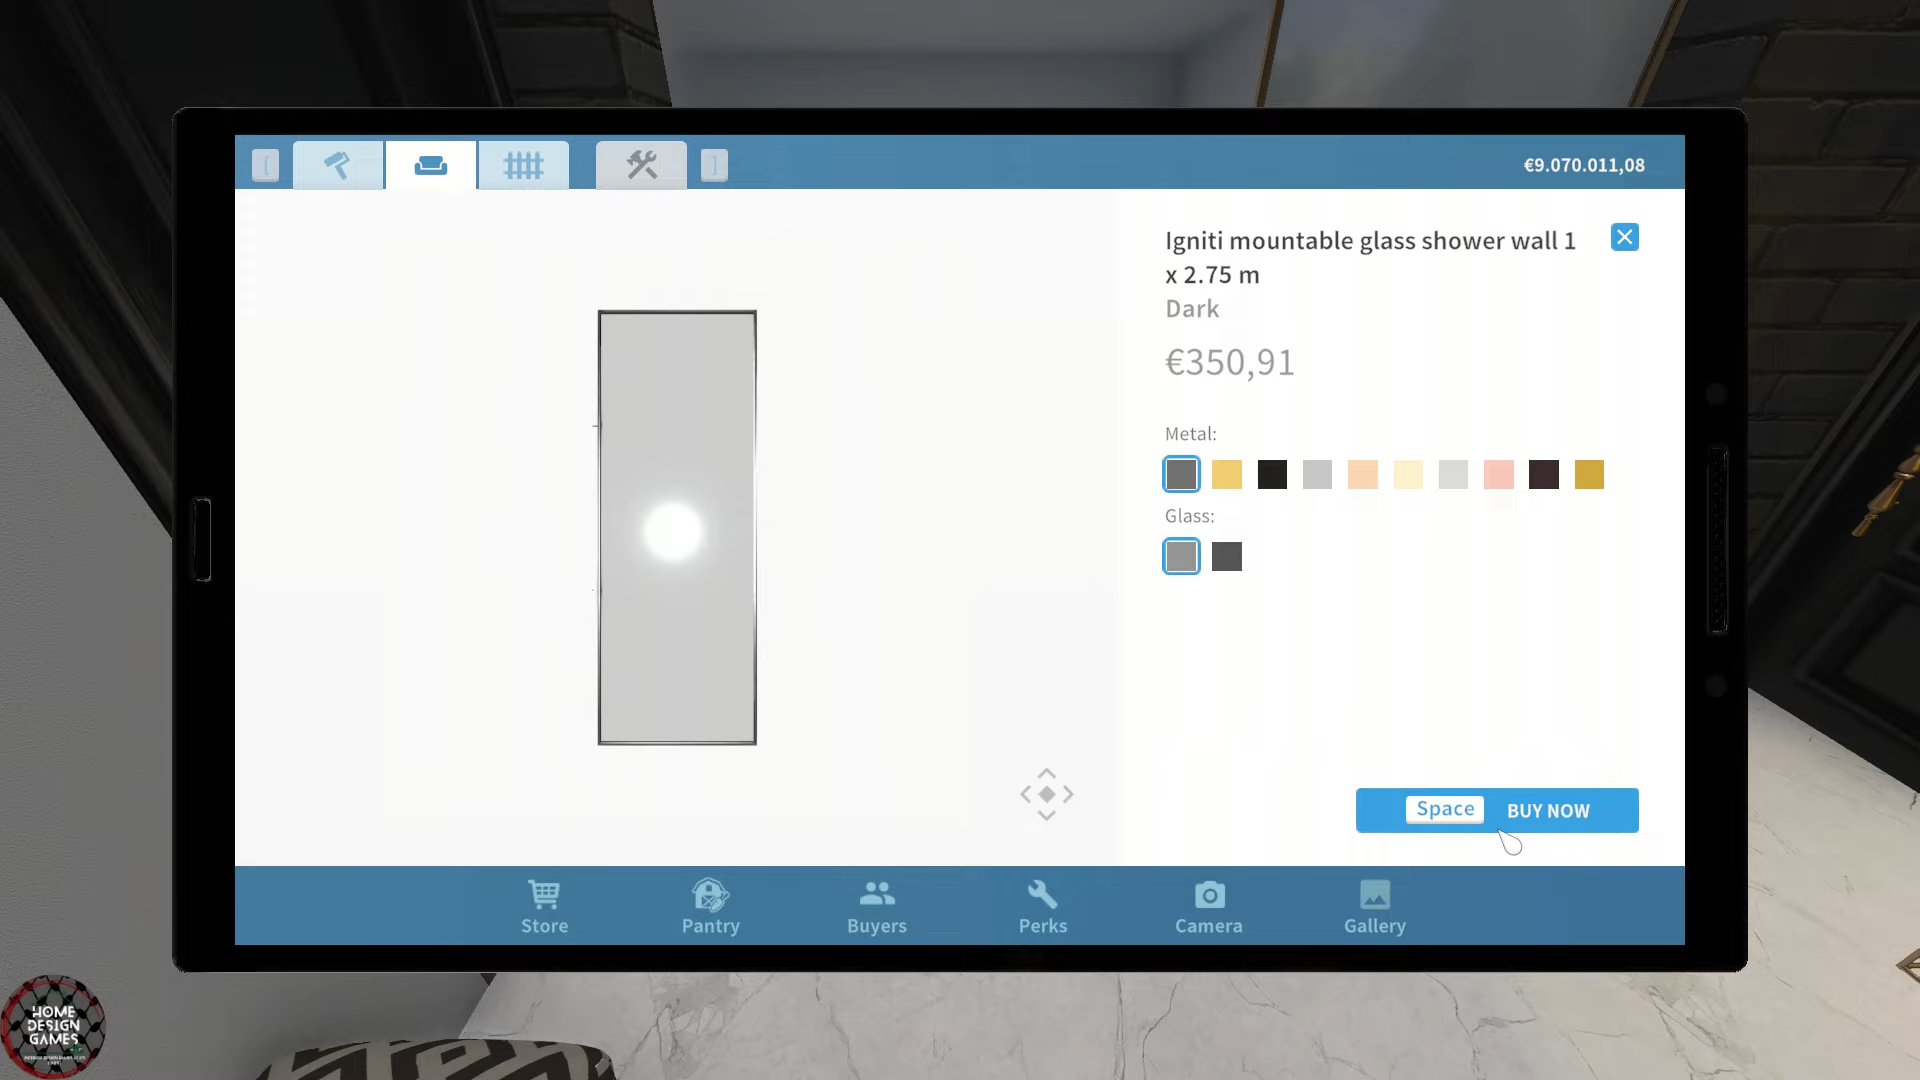 [
]
€9.070.011,08
Igniti mountable glass shower wall 1
x 2.75 m
Dark
€350,91
Metal:
Glass:
Space BUY NOW
Store
Pantry
Buyers
Perks
Camera
Gallery
HOME
DESIGN
GAMES